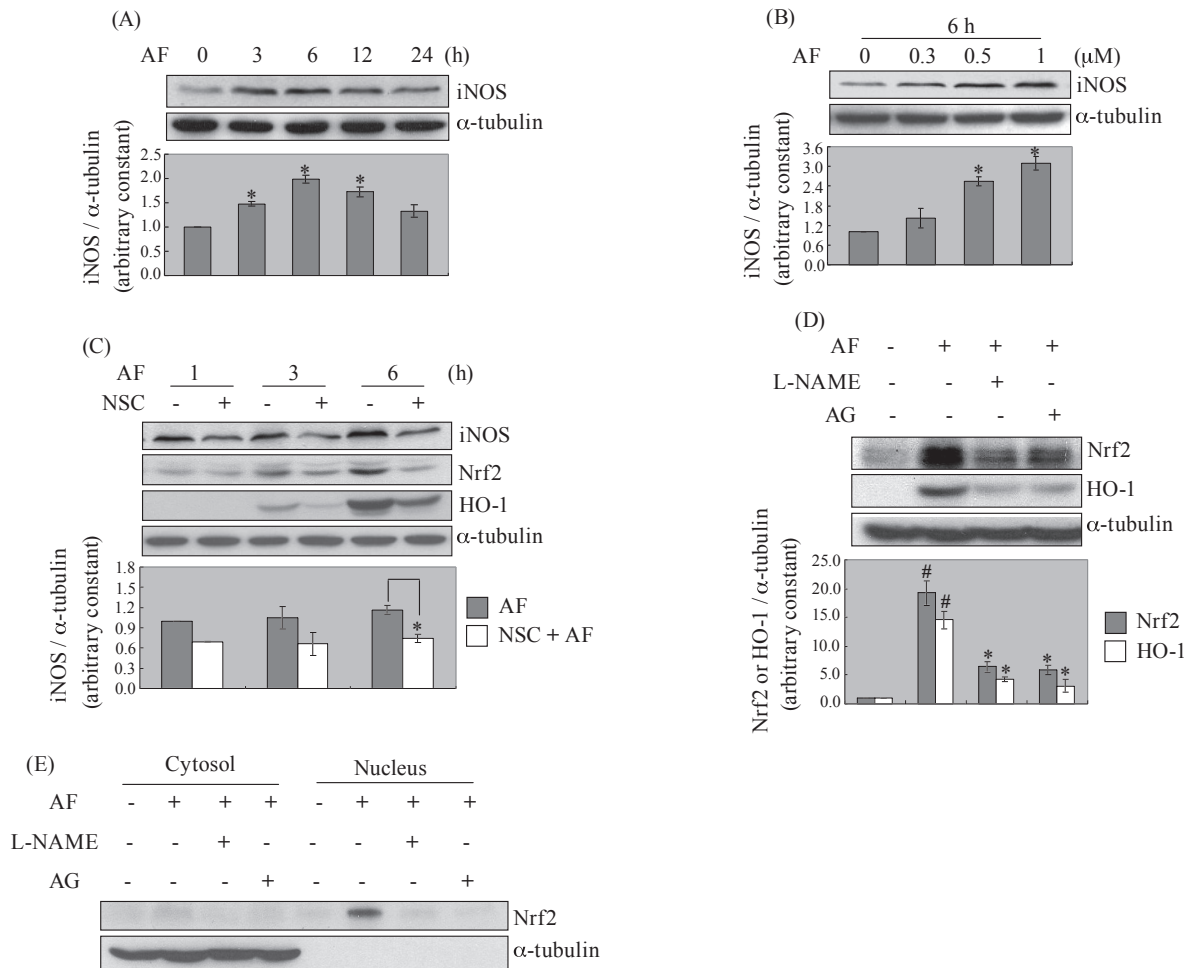 (A)
AF 0 3 6 12 24 (h)
iNOS
α-tubulin
iNOS / α-tubulin
(arbitrary constant)
2.5
2.0
1.5
1.0
0.5
0.0
* * *
(B)
6 h
AF 0 0.3 0.5 1 (μM)
iNOS
α-tubulin
iNOS / α-tubulin
(arbitrary constant)
3.6
3.0
2.4
1.8
1.2
0.6
0.0
* *
(C)
AF 1 3 6 (h)
NSC - + - + - +
iNOS
Nrf2
HO-1
α-tubulin
iNOS / α-tubulin
(arbitrary constant)
1.8
1.5
1.2
0.9
0.6
0.3
0.0
*
AF
NSC + AF
(D)
AF - + + +
L-NAME - - + -
AG - - - +
Nrf2
HO-1
α-tubulin
Nrf2 or HO-1 / α-tubulin
(arbitrary constant)
25.0
20.0
15.0
10.0
5.0
0.0
# # * * * *
Nrf2
HO-1
(E)
Cytosol Nucleus
AF - + + + - + + +
L-NAME - - + - - - + -
AG - - - + - - - +
Nrf2
α-tubulin